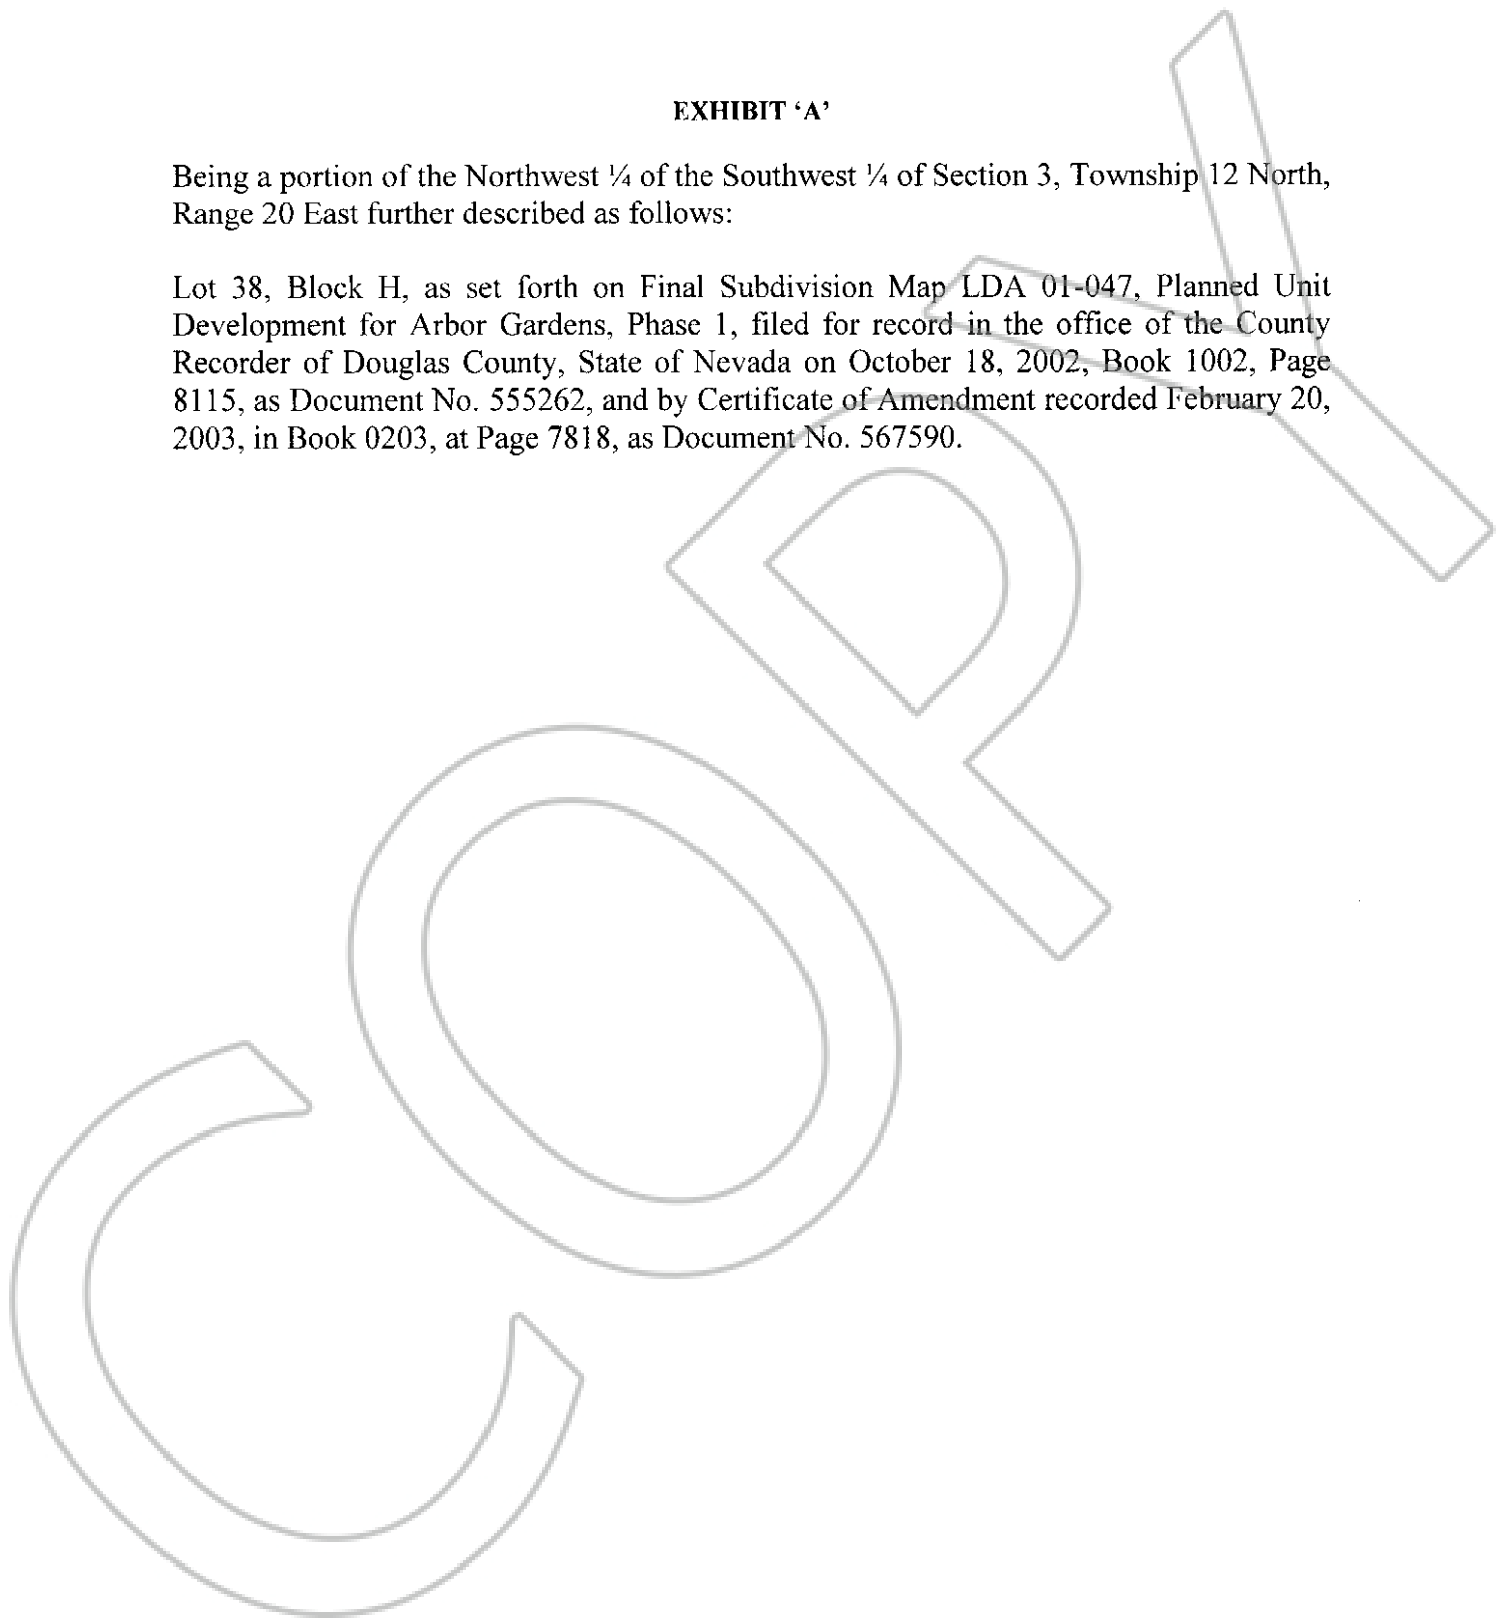 EXHIBIT ‘A’
Being a portion of the Northwest ¼ of the Southwest ¼ of Section 3, Township 12 North,
Range 20 East further described as follows:
Lot 38, Block H, as set forth on Final Subdivision Map LDA 01-047, Planned Unit
Development for Arbor Gardens, Phase 1, filed for record in the office of the County
Recorder of Douglas County, State of Nevada on October 18, 2002, Book 1002, Page
8115, as Document No. 555262, and by Certificate of Amendment recorded February 20,
2003, in Book 0203, at Page 7818, as Document No. 567590.
COPY